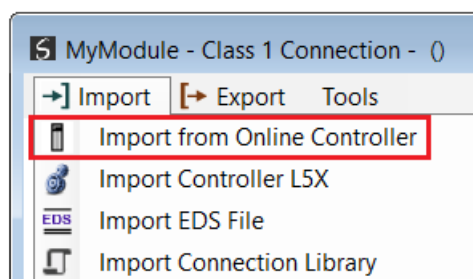 S MyModule - Class 1 Connection - ()
Import Export Tools
Import from Online Controller
Import Controller L5X
EDS Import EDS File
Import Connection Library